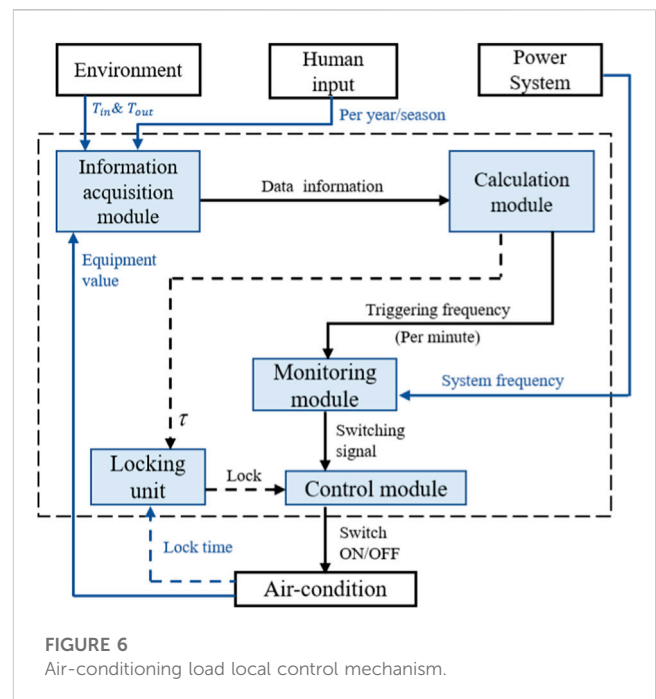 Environment
Human
input
Power
System
T_in& T_out
Per year/season
Information
acquisition
module
Data information
Calculation
module
Equipment
value
Triggering frequency
(Per minute)
Monitoring
module
System frequency
τ
Switching
signal
Locking
unit
Lock
Control module
Lock time
Switch
ON/OFF
Air-condition
FIGURE 6
Air-conditioning load local control mechanism.